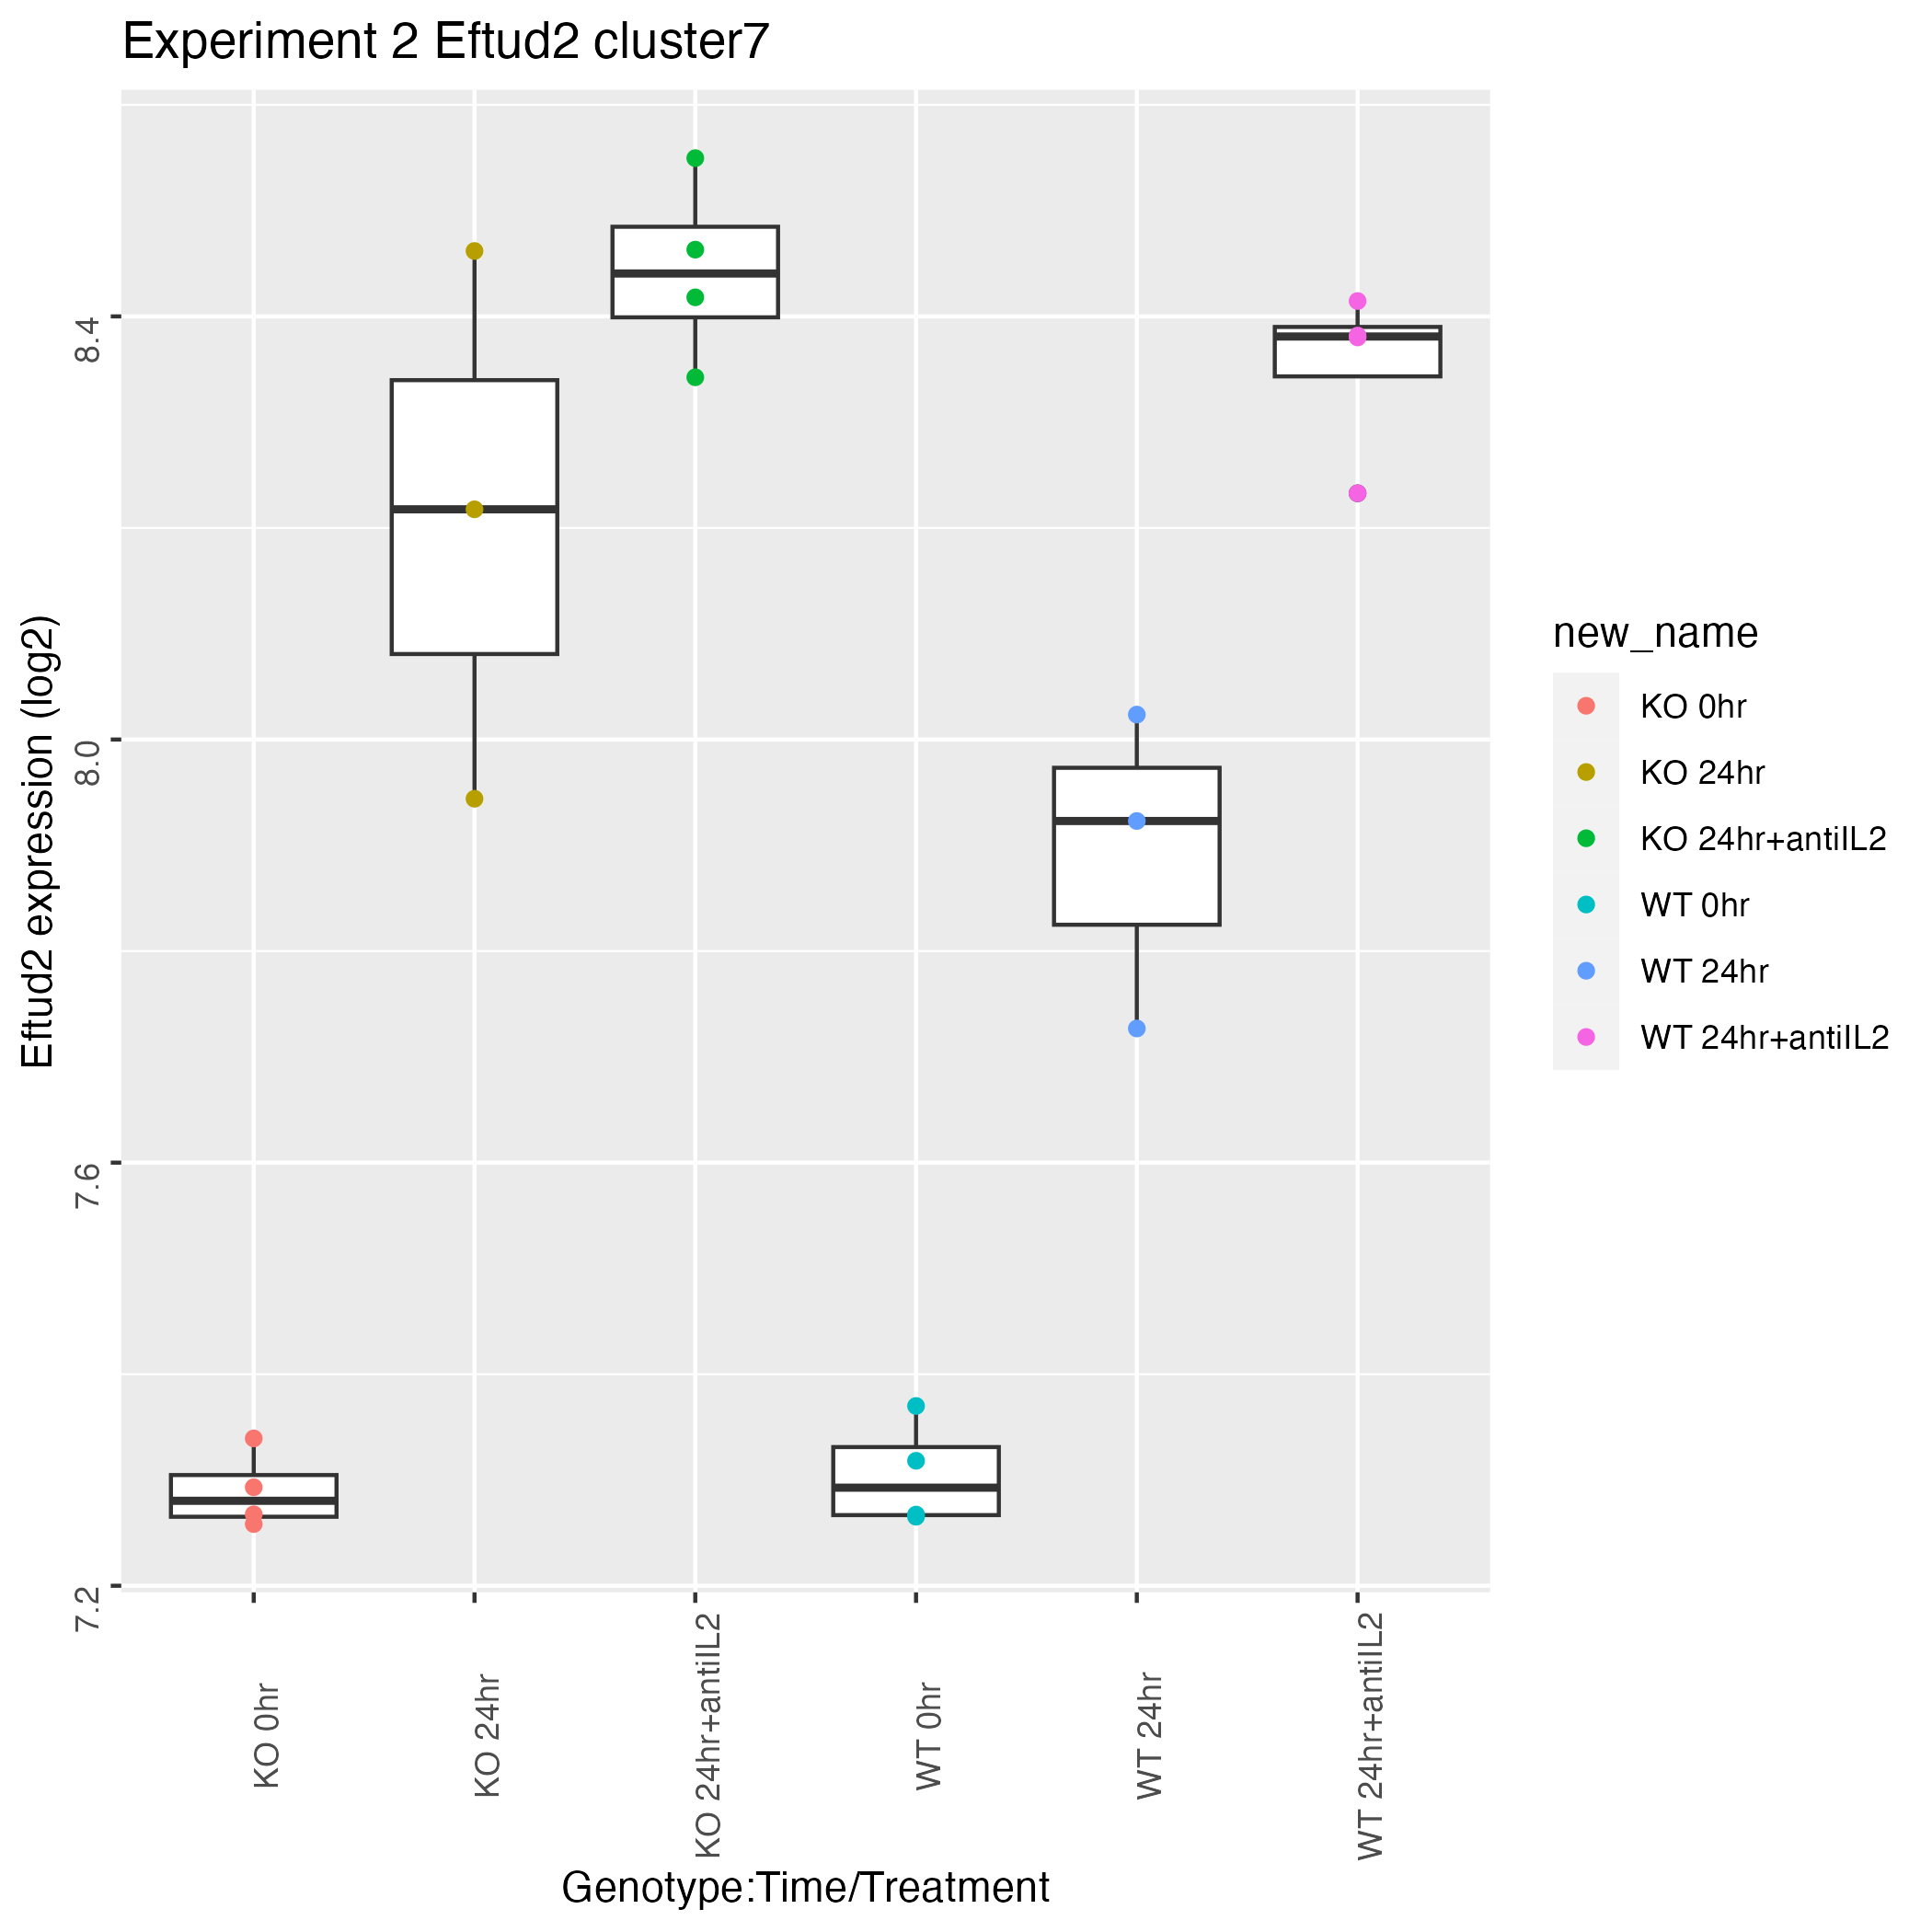 Experiment 2 Eftud2 cluster7
Eftud2 expression (log2)
8.4
8.0
7.6
7.2
KO 0hr
KO 24hr
KO 24hr+antiIL2
WT 0hr
WT 24hr
WT 24hr+antiIL2
Genotype:Time/Treatment
new_name
KO 0hr
KO 24hr
KO 24hr+antiIL2
WT 0hr
WT 24hr
WT 24hr+antiIL2